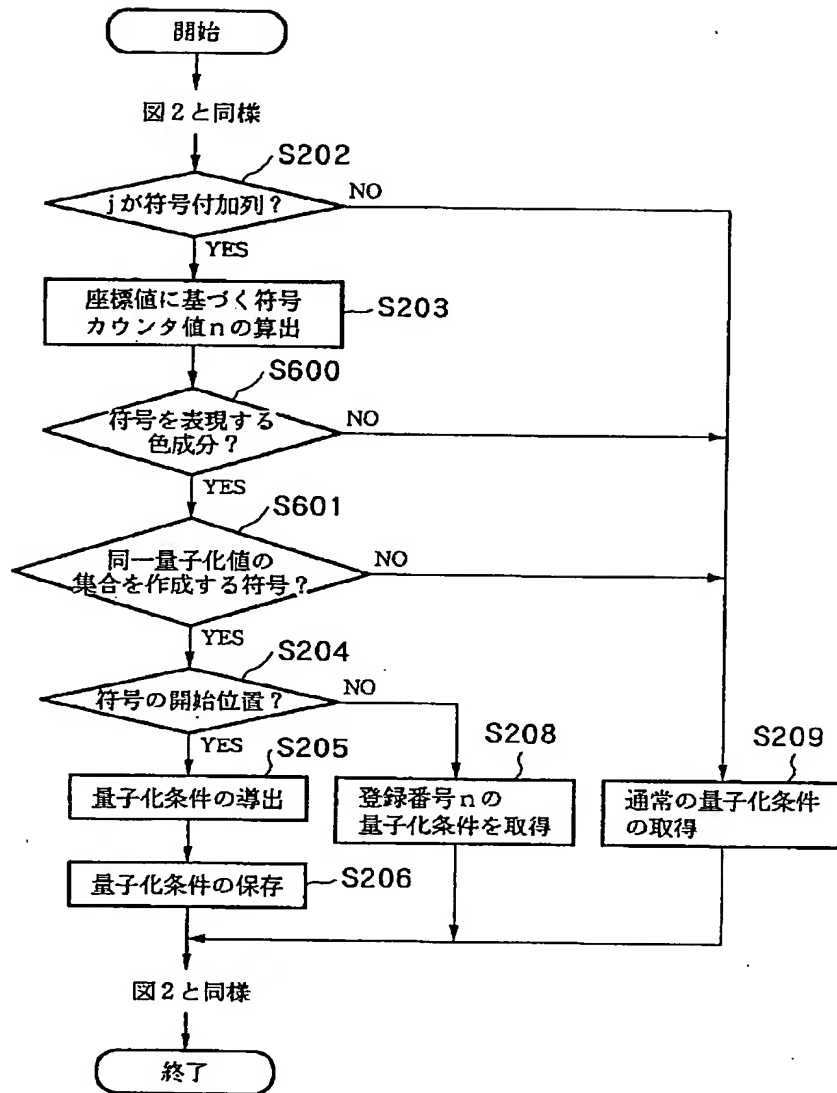 開始
図2と同様
S202
jが符号付加列?
NO
YES
座標値に基づく符号
カウンタ値nの算出
S203
S600
符号を表現する
色成分?
NO
YES
S601
同一量子化値の
集合を作成する符号?
NO
YES
S204
符号の開始位置?
NO
YES
S205
量子化条件の導出
S208
登録番号nの
量子化条件を取得
S209
通常の量子化条件
の取得
量子化条件の保存
S206
図2と同様
終了